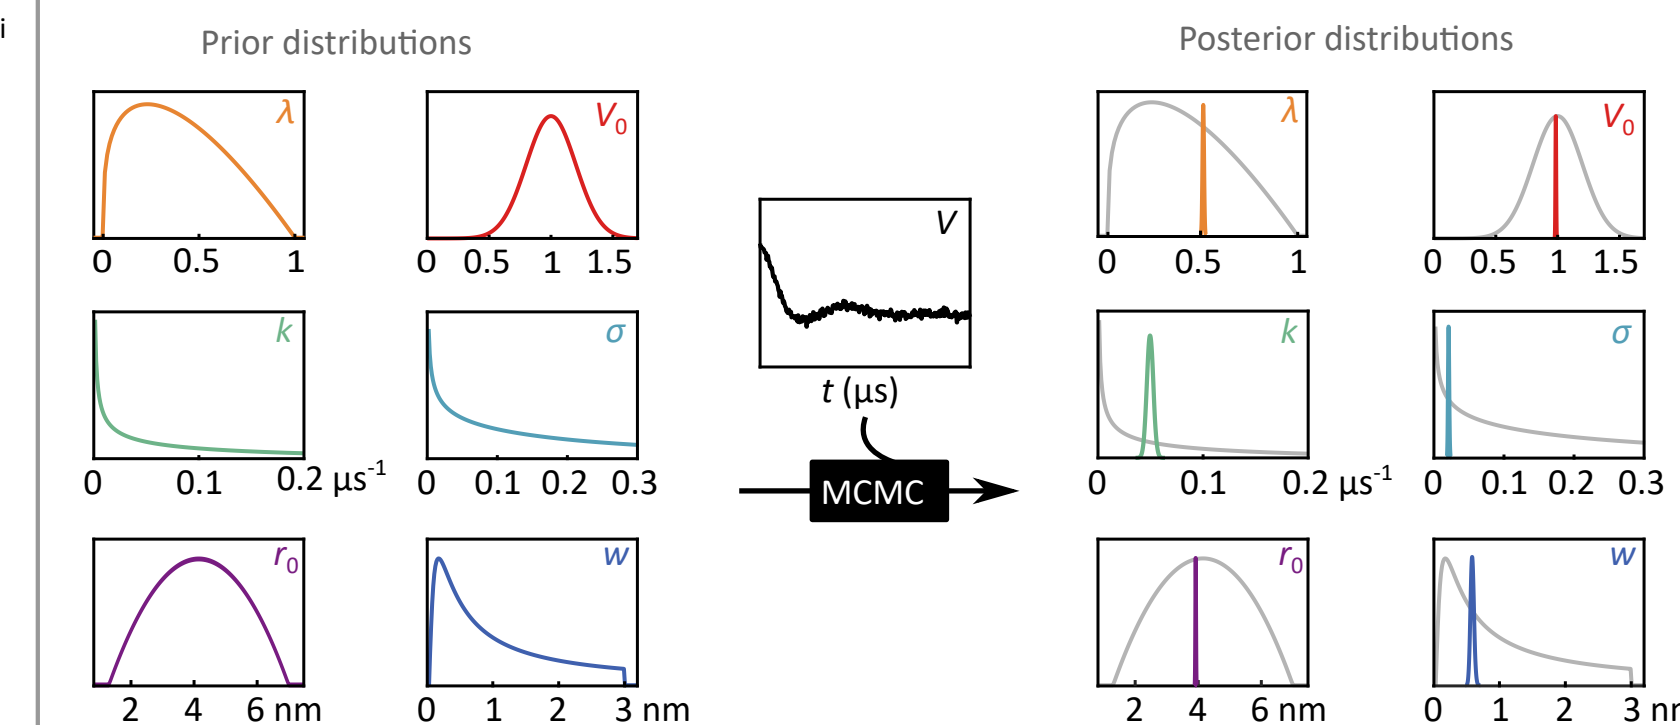 i
Prior distributions
λ
0 0.5 1
V0
0 0.5 1 1.5
k
0 0.1 0.2 μs-1
σ
0 0.1 0.2 0.3
r0
2 4 6 nm
w
0 1 2 3 nm
V
t (μs)
MCMC
Posterior distributions
λ
0 0.5 1
V0
0 0.5 1 1.5
k
0 0.1 0.2 μs-1
σ
0 0.1 0.2 0.3
r0
2 4 6 nm
w
0 1 2 3 nm